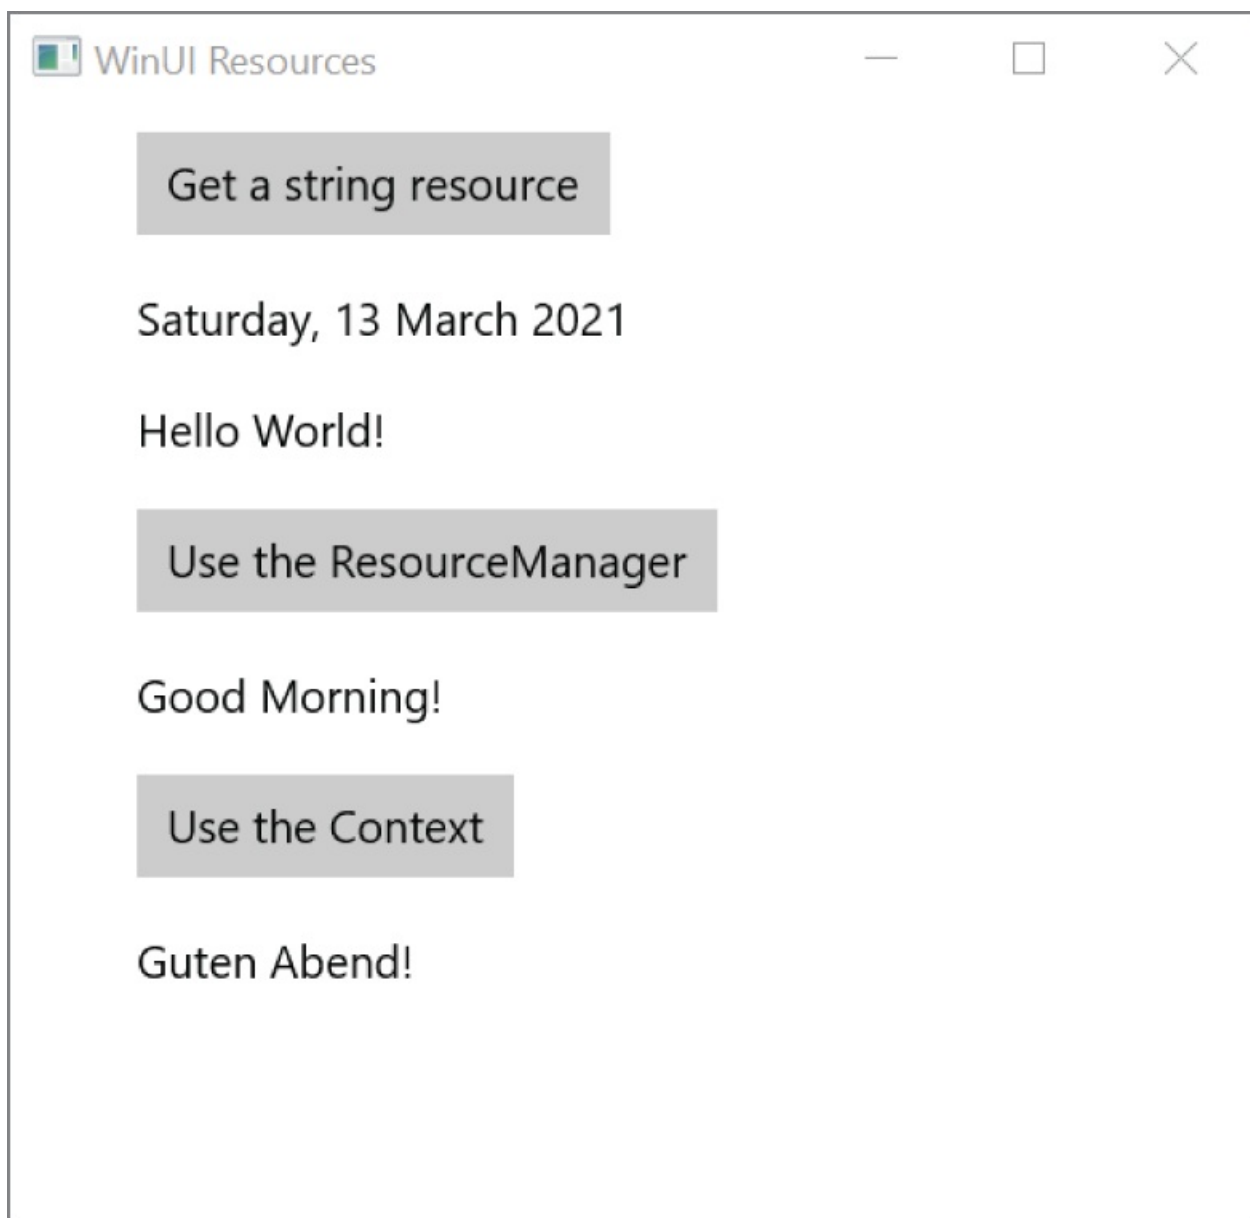 WinUI Resources
Get a string resource
Saturday, 13 March 2021
Hello World!
Use the ResourceManager
Good Morning!
Use the Context
Guten Abend!